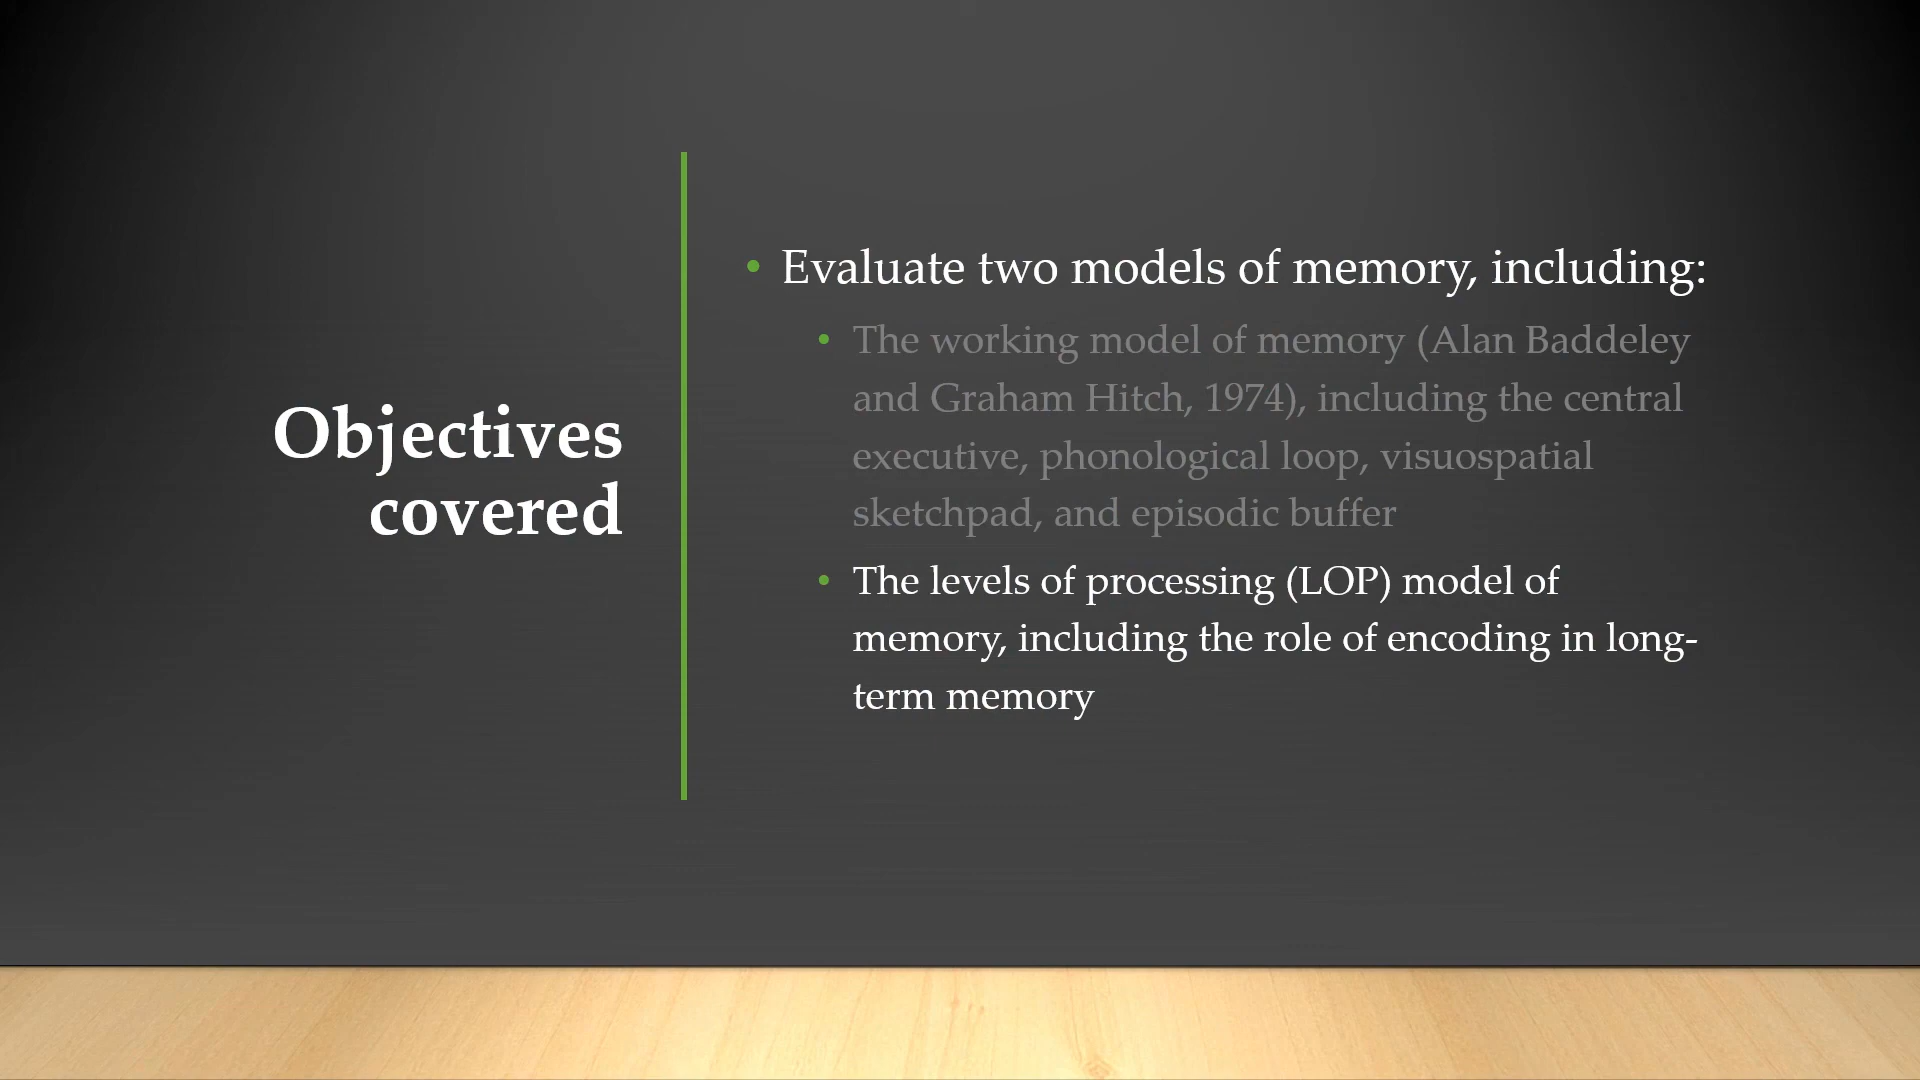 Objectives
covered
• Evaluate two models of memory, including:
• The working model of memory (Alan Baddeley
and Graham Hitch, 1974), including the central
executive, phonological loop, visuospatial
sketchpad, and episodic buffer
• The levels of processing (LOP) model of
memory, including the role of encoding in long-
term memory